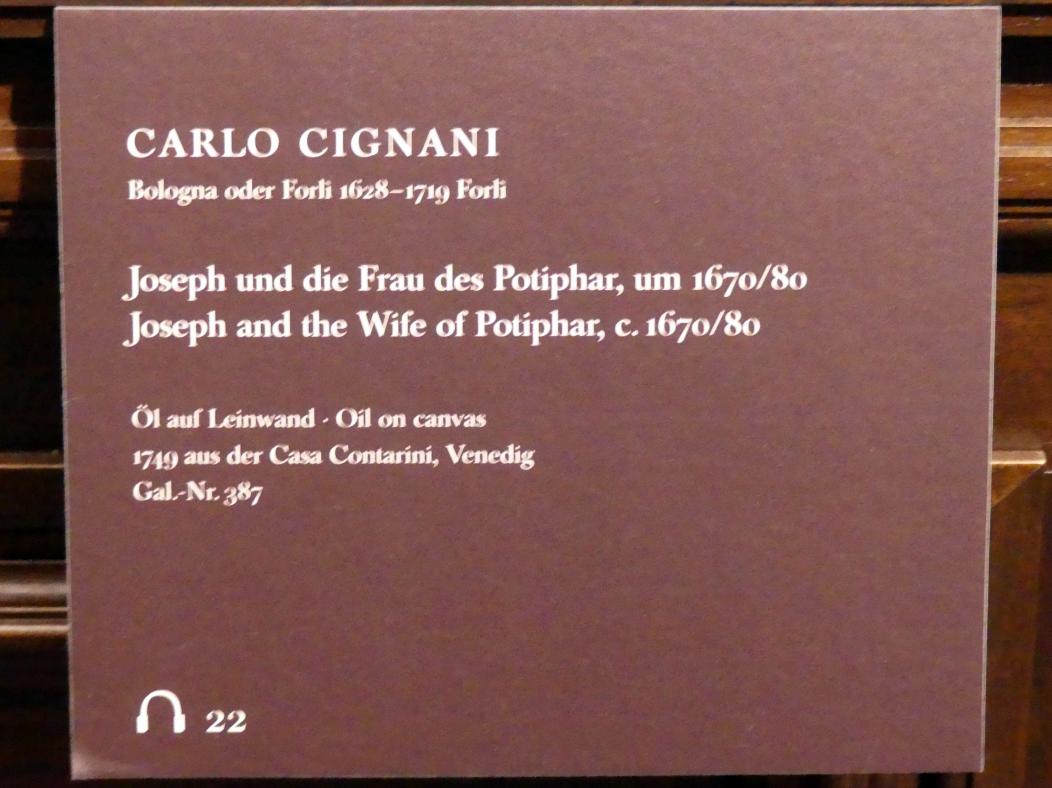 CARLO CIGNANI
Bologna oder Forlì 1628–1719 Forlì
Joseph und die Frau des Potiphar, um 1670/80
Joseph and the Wife of Potiphar, c. 1670/80
Öl auf Leinwand · Oil on canvas
1749 aus der Casa Contarini, Venedig
Gal.-Nr. 387
22